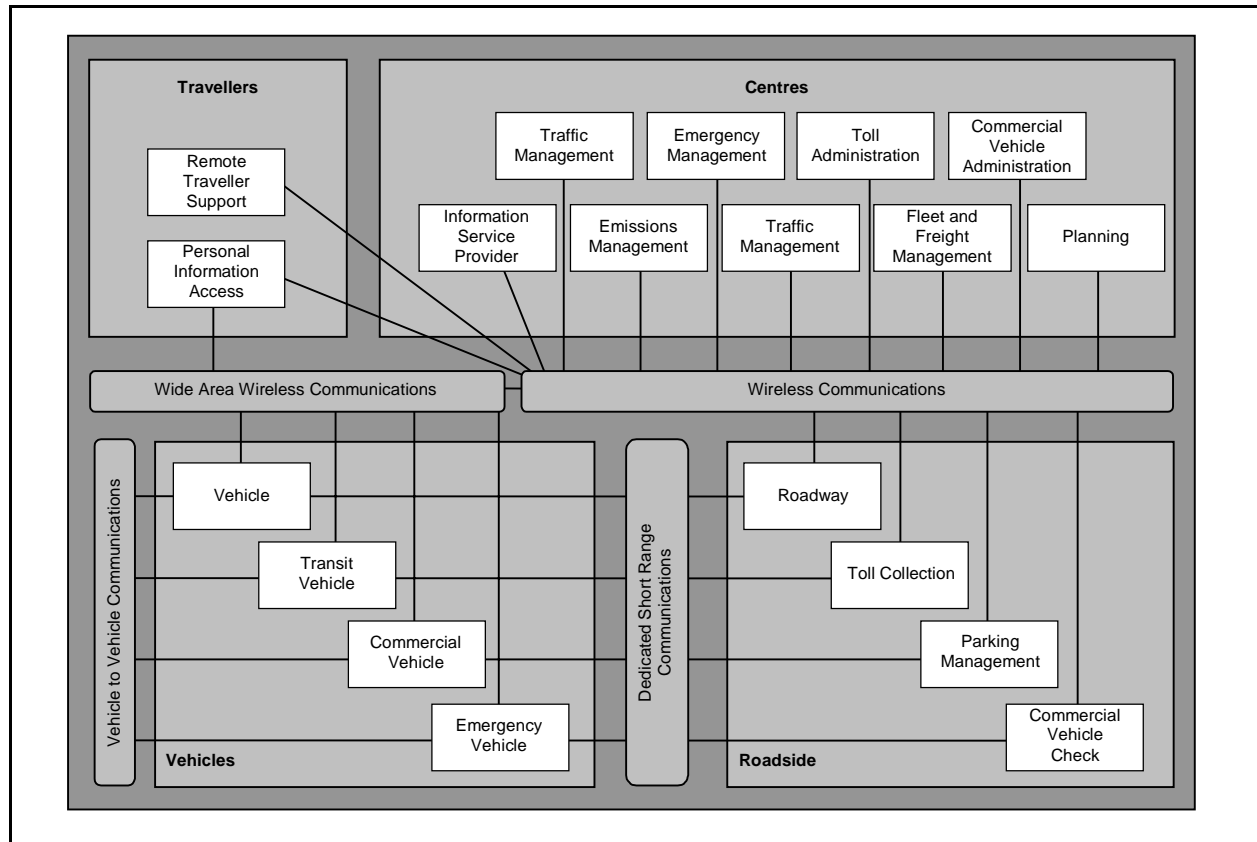 Travellers
Remote
Traveller
Support
Personal
Information
Access
Centres
Traffic
Management
Emergency
Management
Toll
Administration
Commercial
Vehicle
Administration
Information
Service
Provider
Emissions
Management
Traffic
Management
Fleet and
Freight
Management
Planning
Wide Area Wireless Communications
Wireless Communications
Vehicle to Vehicle Communications
Vehicle
Transit
Vehicle
Commercial
Vehicle
Emergency
Vehicle
Vehicles
Dedicated Short Range
Communications
Roadway
Toll Collection
Parking
Management
Commercial
Vehicle
Check
Roadside